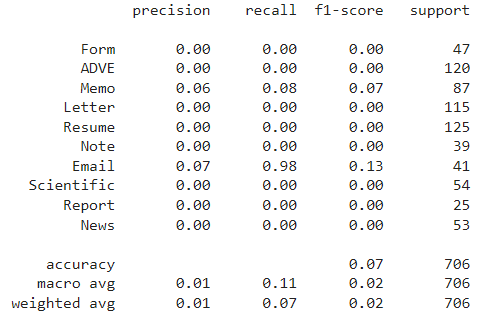 precision recall f1-score support
Form 0.00 0.00 0.00 47
ADVE 0.00 0.00 0.00 120
Memo 0.06 0.08 0.07 87
Letter 0.00 0.00 0.00 115
Resume 0.00 0.00 0.00 125
Note 0.00 0.00 0.00 39
Email 0.07 0.98 0.13 41
Scientific 0.00 0.00 0.00 54
Report 0.00 0.00 0.00 25
News 0.00 0.00 0.00 53
accuracy 0.07 706
macro avg 0.01 0.11 0.02 706
weighted avg 0.01 0.07 0.02 706